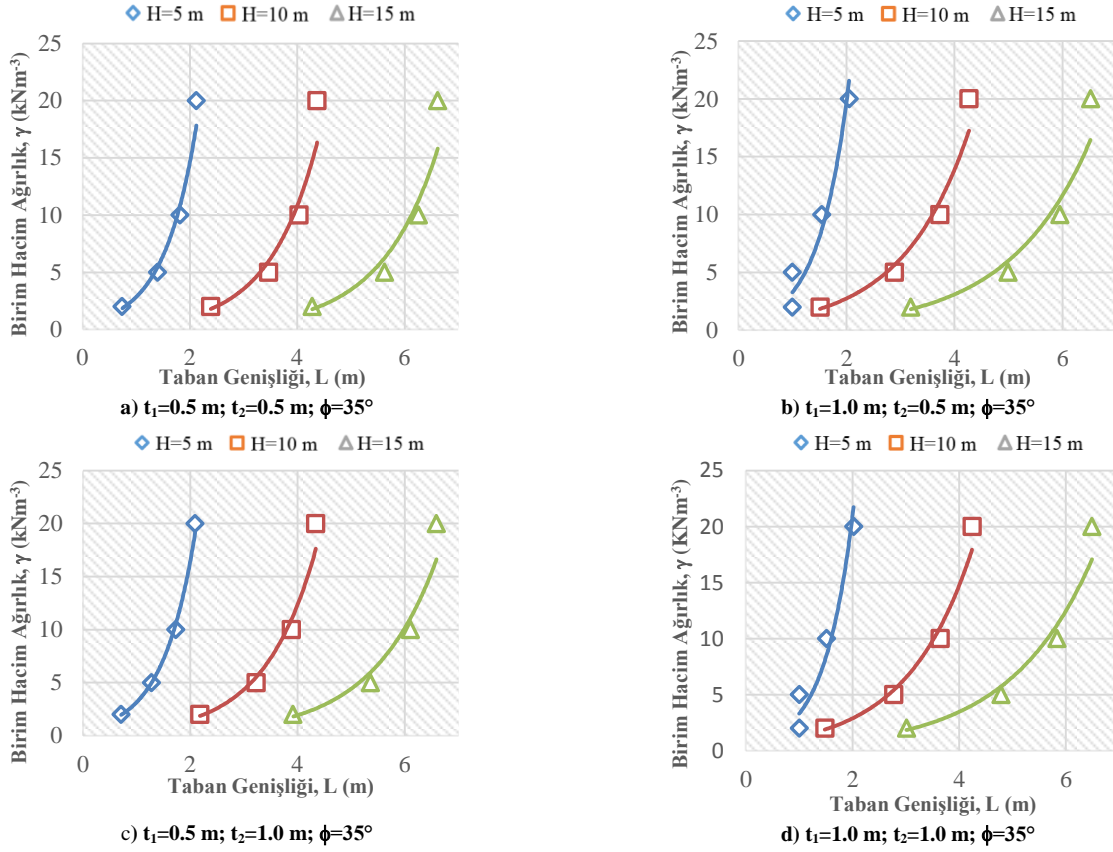 H=5 m H=10 m H=15 m
Birim Hacim Ağırlık, γ (kNm⁻³)
25
20
15
10
5
0
0 2 4 6
Taban Genişliği, L (m)
a) t₁=0.5 m; t₂=0.5 m; ϕ=35°
H=5 m H=10 m H=15 m
Birim Hacim Ağırlık, γ (kNm⁻³)
25
20
15
10
5
0
0 2 4 6
Taban Genişliği, L (m)
b) t₁=1.0 m; t₂=0.5 m; ϕ=35°
H=5 m H=10 m H=15 m
Birim Hacim Ağırlık, γ (kNm⁻³)
25
20
15
10
5
0
0 2 4 6
Taban Genişliği, L (m)
c) t₁=0.5 m; t₂=1.0 m; ϕ=35°
H=5 m H=10 m H=15 m
Birim Hacim Ağırlık, γ (KNm⁻³)
25
20
15
10
5
0
0 2 4 6
Taban Genişliği, L (m)
d) t₁=1.0 m; t₂=1.0 m; ϕ=35°